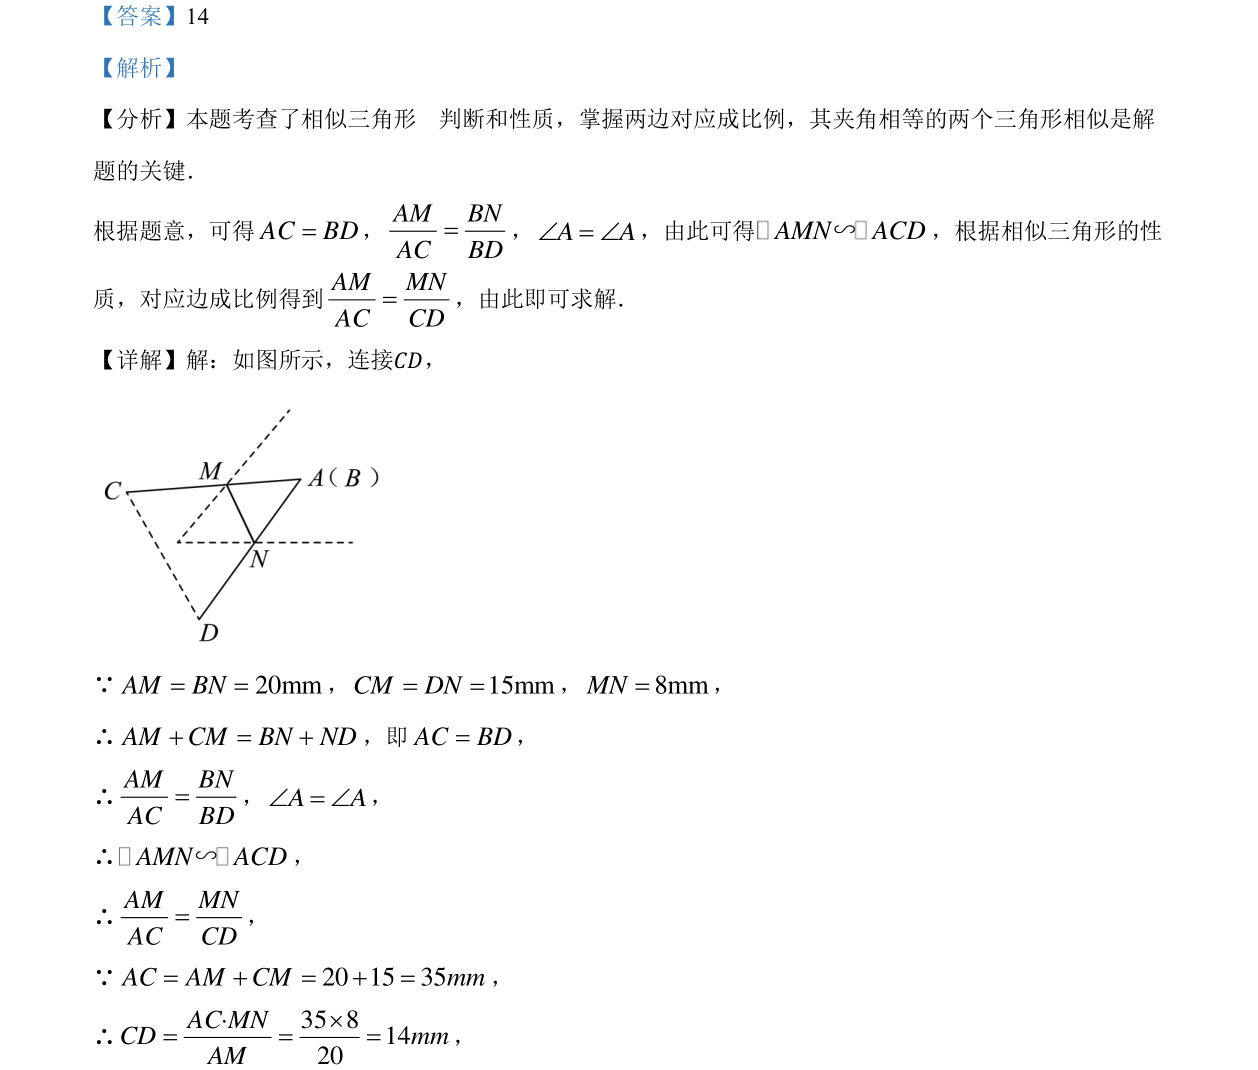 【答案】14
【解析】
【分析】本题考查了相似三角形 判断和性质，掌握两边对应成比例，其夹角相等的两个三角形相似是解
题的关键．
根据题意，可得 AC = BD，AM/AC = BN/BD，∠A = ∠A，由此可得□ AMN∽□ ACD，根据相似三角形的性
质，对应边成比例得到 AM/AC = MN/CD，由此即可求解．
【详解】解：如图所示，连接CD，
M
A（B）
C
N
D
∵ AM = BN = 20mm，CM = DN = 15mm，MN = 8mm，
∴ AM + CM = BN + ND，即 AC = BD，
∴ AM/AC = BN/BD，∠A = ∠A，
∴□ AMN∽□ ACD，
∴ AM/AC = MN/CD，
∵ AC = AM + CM = 20 + 15 = 35mm，
∴ CD = AC·MN/AM = 35×8/20 = 14mm，